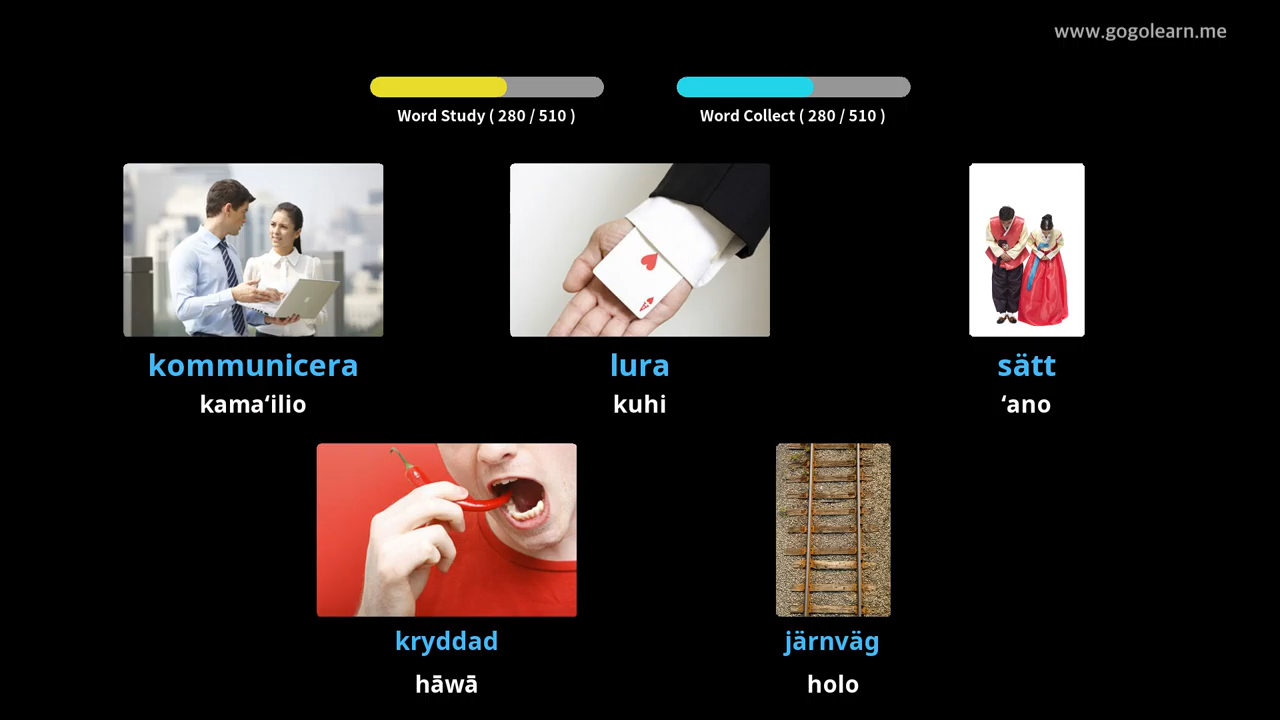 www.gogolearn.me
Word Study ( 280 / 510 )
Word Collect ( 280 / 510 )
kommunicera
kamaʻilio
lura
kuhi
sätt
ʻano
kryddad
hāwā
järnväg
holo